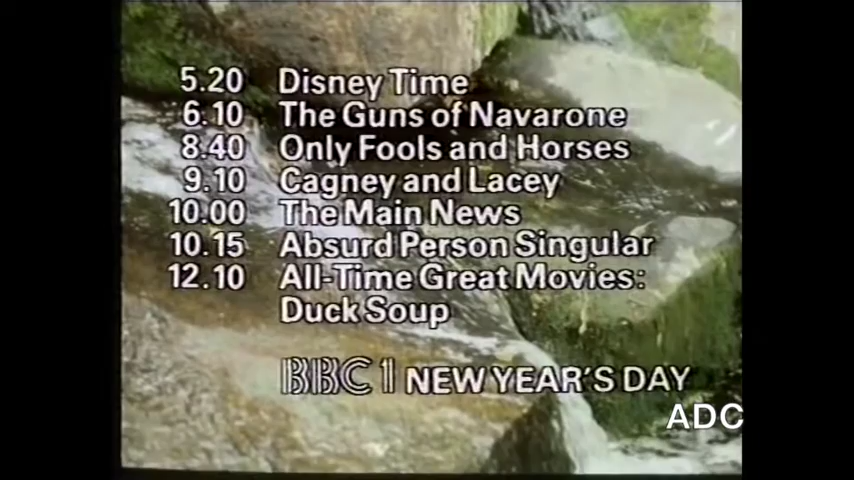 5.20 Disney Time
6.10 The Guns of Navarone
8.40 Only Fools and Horses
9.10 Cagney and Lacey
10.00 The Main News
10.15 Absurd Person Singular
12.10 All-Time Great Movies:
Duck Soup
BBC 1 NEW YEAR'S DAY
ADC